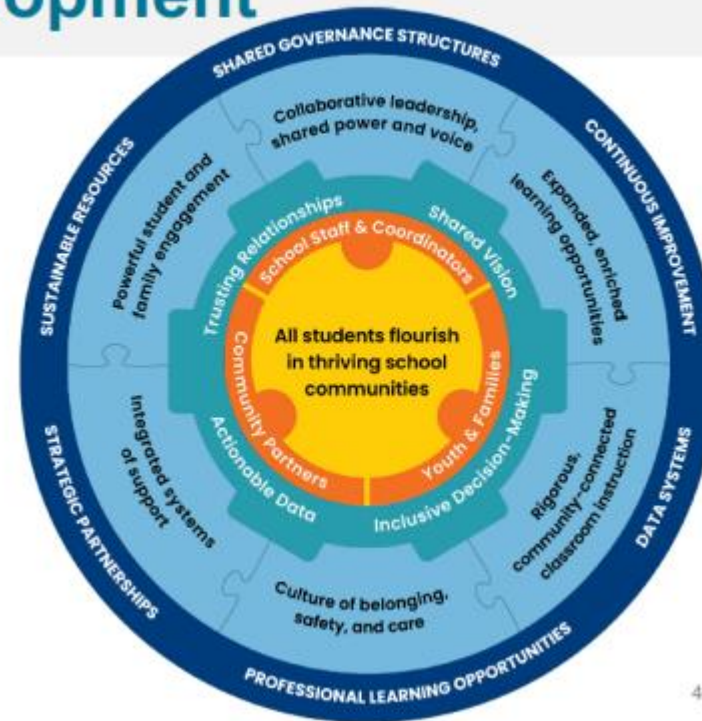 opment
SHARED GOVERNANCE STRUCTURES
CONTINUOUS IMPROVEMENT
DATA SYSTEMS
PROFESSIONAL LEARNING OPPORTUNITIES
STRATEGIC PARTNERSHIPS
SUSTAINABLE RESOURCES
Collaborative leadership,
shared power and voice
Expanded, enriched
learning opportunities
Rigorous,
community-connected
classroom instruction
Culture of belonging,
safety, and care
Integrated systems
of support
Powerful student and
family engagement
Trusting Relationships
Shared Vision
Inclusive Decision-Making
Actionable Data
School Staff & Coordinators
Youth & Families
Community Partners
All students flourish
in thriving school
communities
4